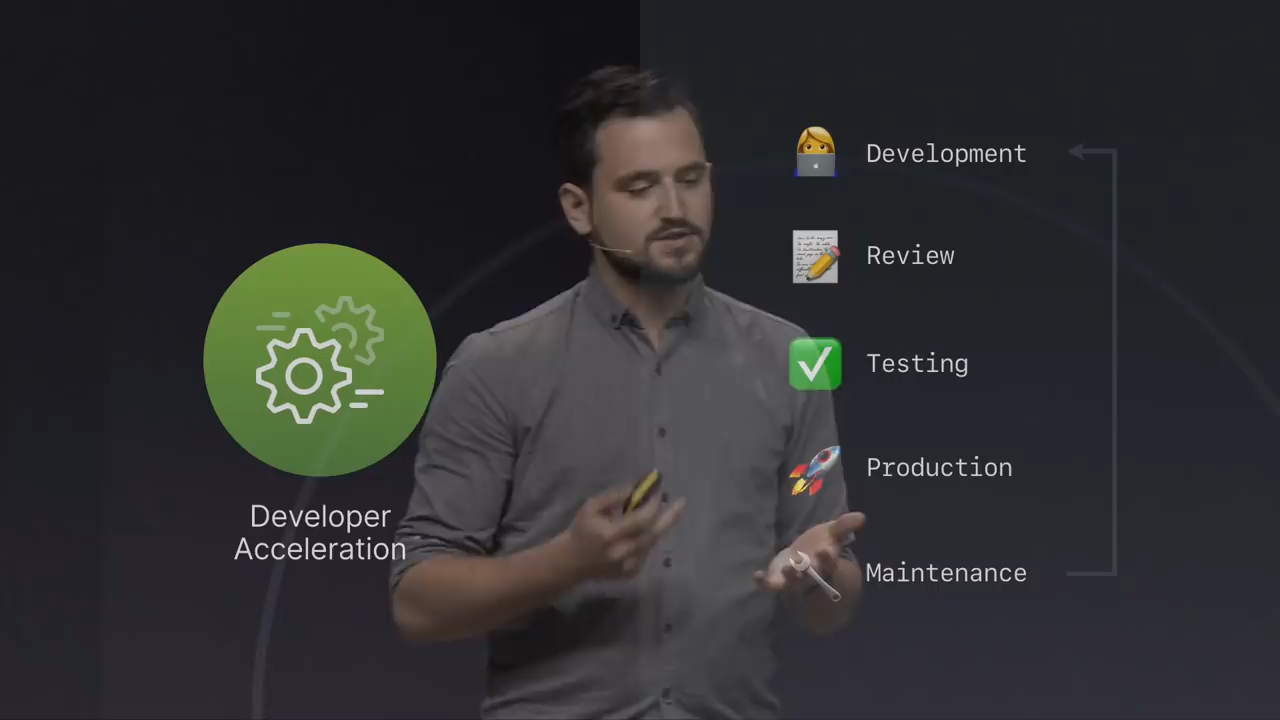 Developer
Acceleration
Development
Review
Testing
Production
Maintenance